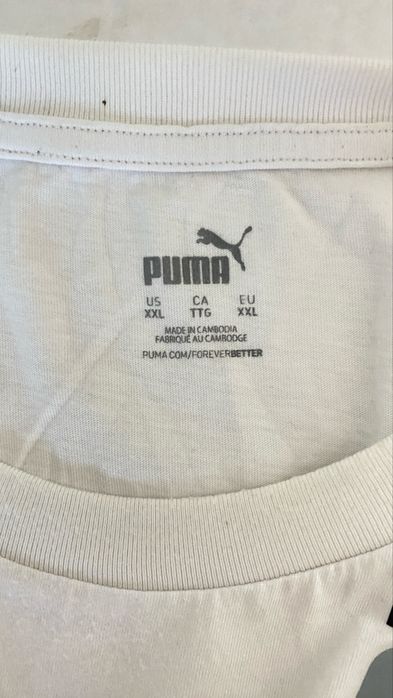 PUMA
US CA EU
XXL TTG XXL
MADE IN CAMBODIA
FABRIQUÉ AU CAMBODGE
PUMA.COM/FOREVERBETTER